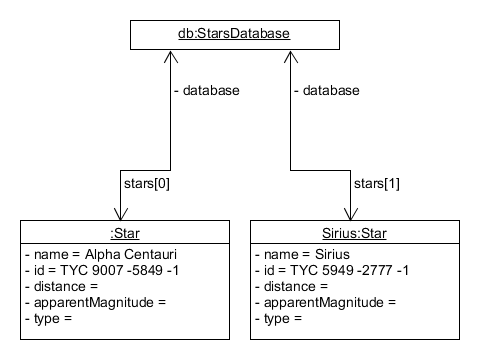 db:StarsDatabase
- database
- database
stars[0]
stars[1]
:Star
- name = Alpha Centauri
- id = TYC 9007 -5849 -1
- distance =
- apparentMagnitude =
- type =
Sirius:Star
- name = Sirius
- id = TYC 5949 -2777 -1
- distance =
- apparentMagnitude =
- type =